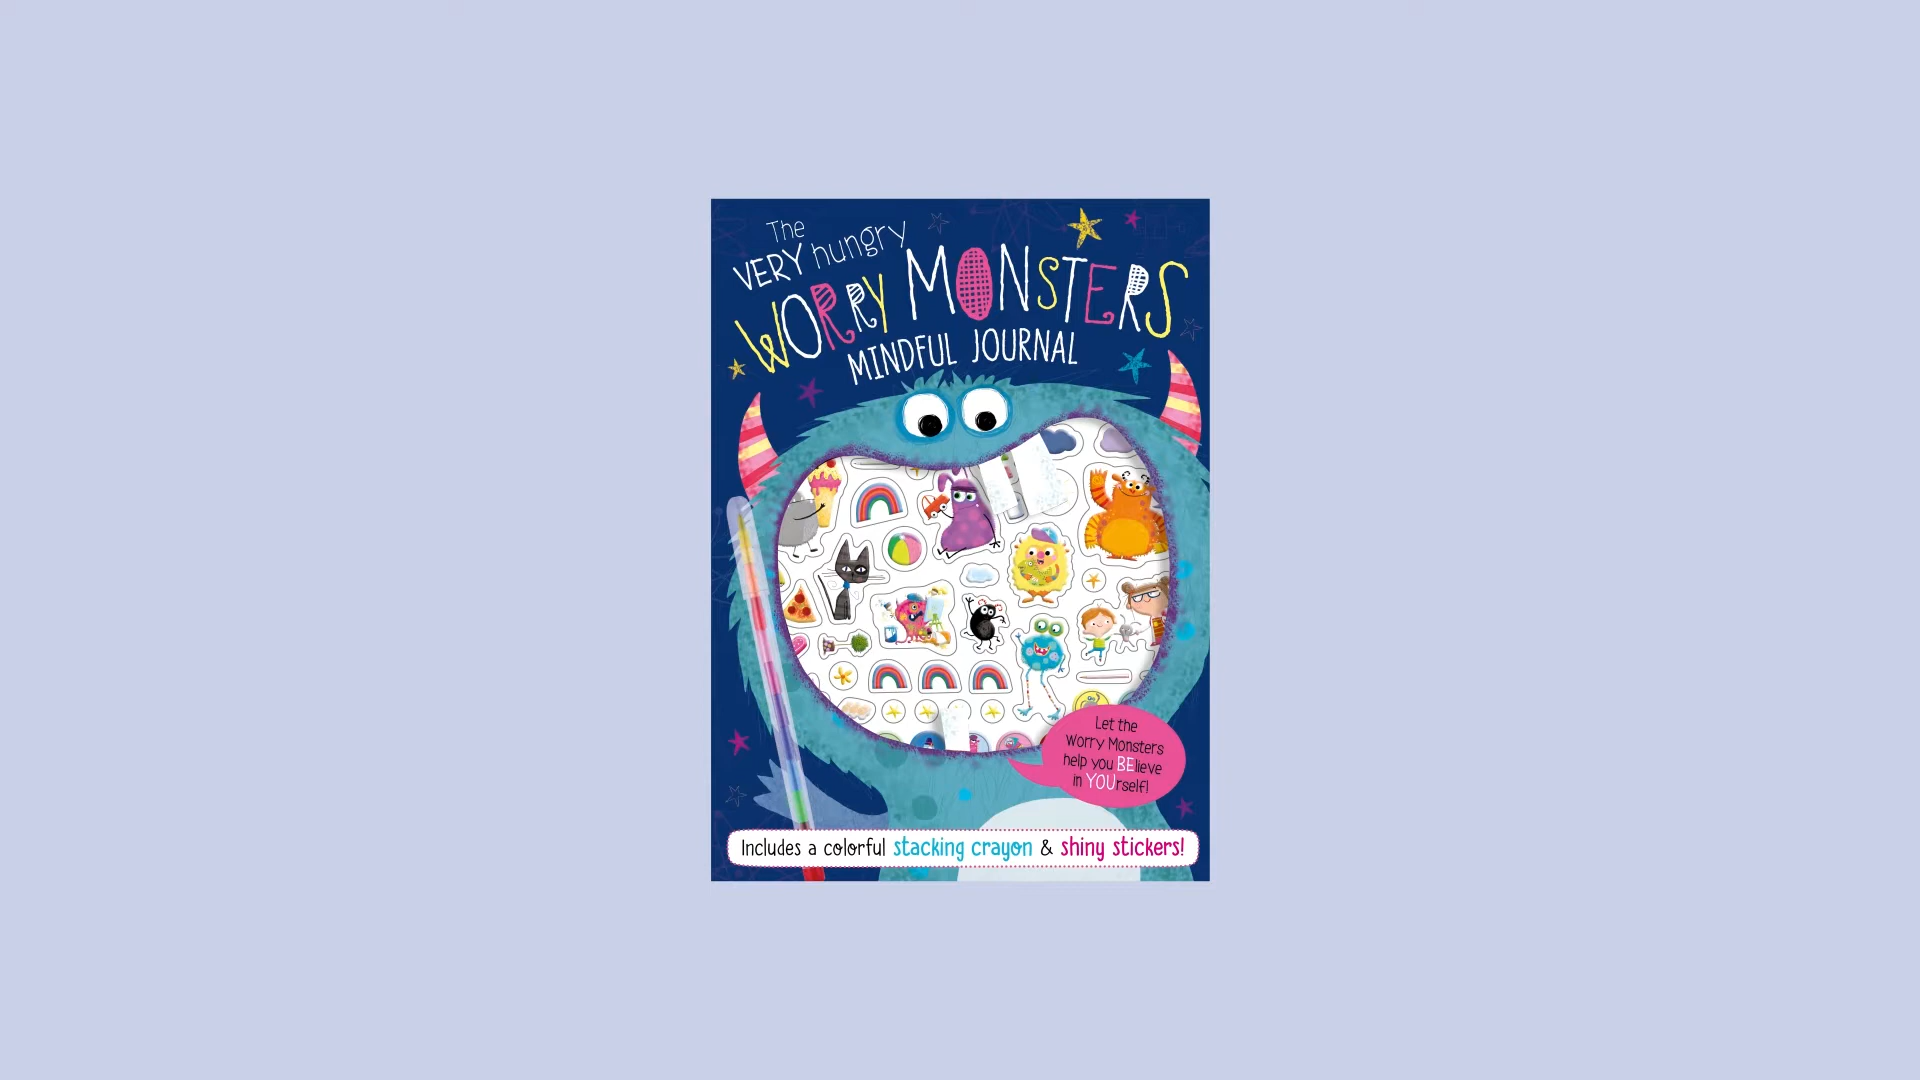 The
VERY hungry
WORRY MONSTERS
MINDFUL JOURNAL
Let the
Worry Monsters
help you BElieve
in YOUrself!
Includes a colorful stacking crayon & shiny stickers!